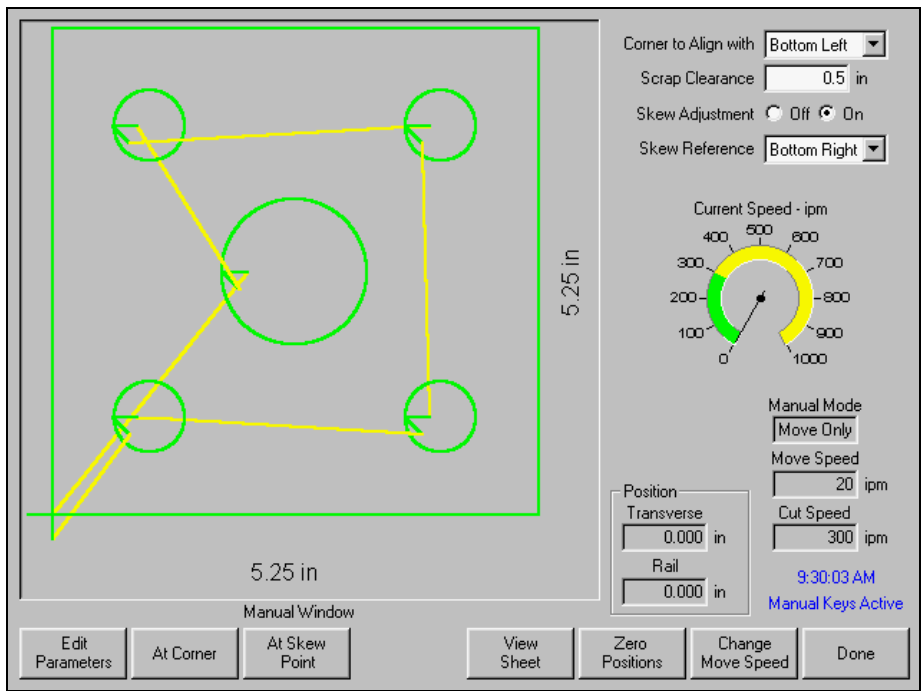 Corner to Align with Bottom Left
Scrap Clearance 0.5 in
Skew Adjustment Off On
Skew Reference Bottom Right
Current Speed - ipm
0 100 200 300 400 500 600 700 800 900 1000
5.25 in
5.25 in
Manual Mode
Move Only
Move Speed
20 ipm
Cut Speed
300 ipm
Position
Transverse
0.000 in
Rail
0.000 in
9:30:03 AM
Manual Keys Active
Manual Window
Edit Parameters
At Corner
At Skew Point
View Sheet
Zero Positions
Change Move Speed
Done